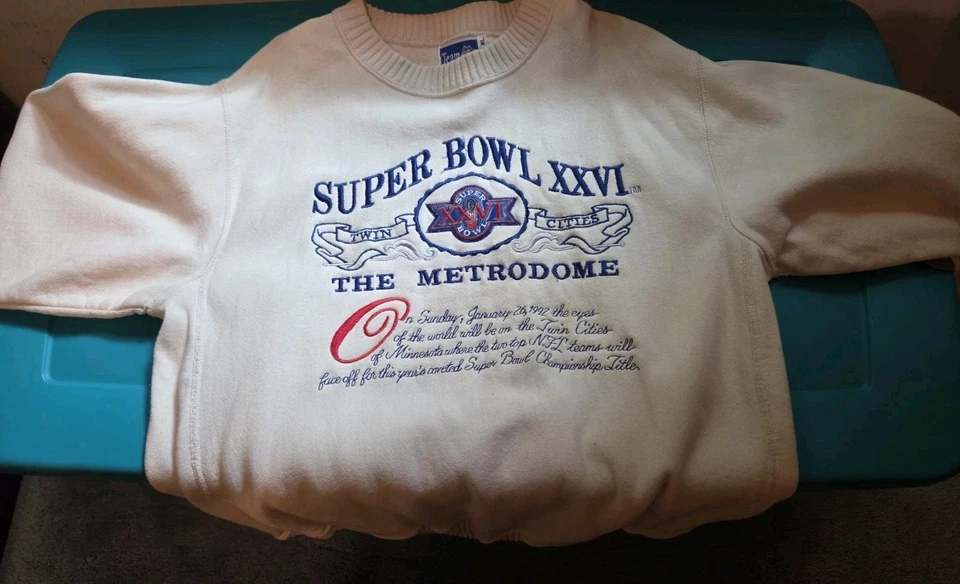 Team
XL
SUPER BOWL XXVI
SUPER
XXVI
BOWL
TWIN CITIES
THE METRODOME
On Sunday, January 26, 1992 the eyes
of the world will be on the Twin Cities
of Minnesota where the two top NFL teams will
face off for this year's coveted Super Bowl Championship Title.